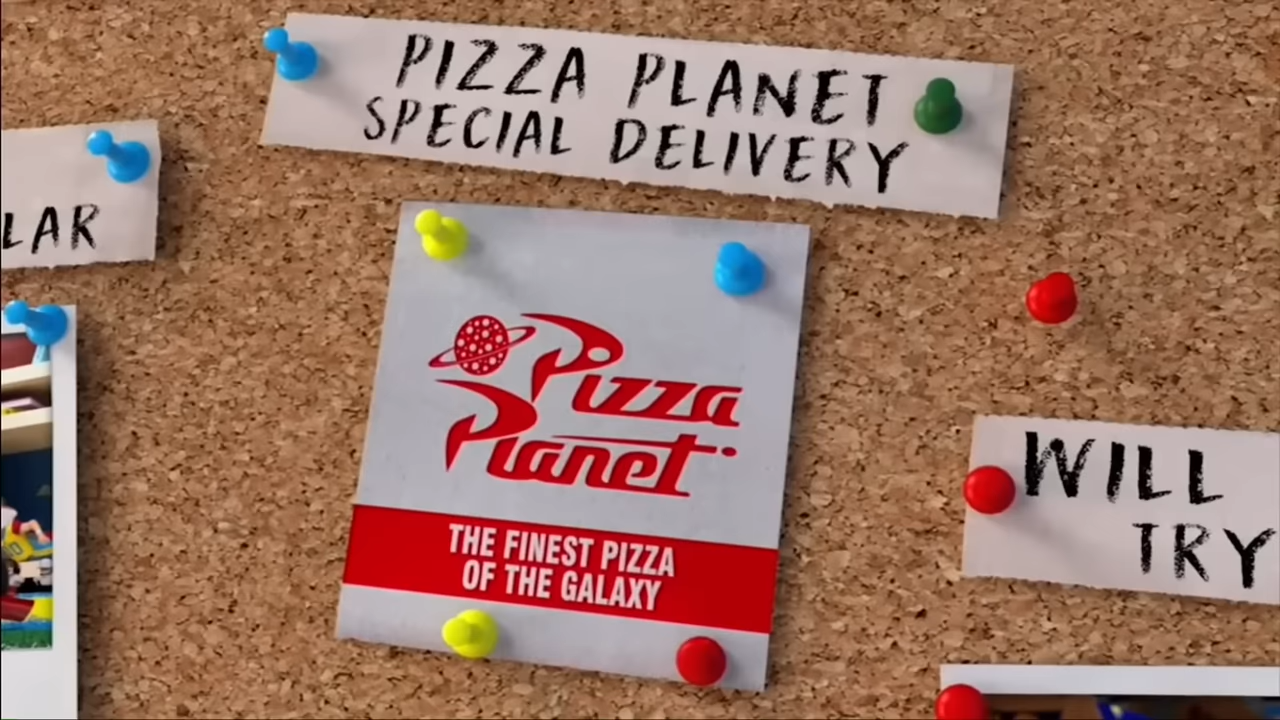 PIZZA PLANET
SPECIAL DELIVERY
LAR
Pizza
Planet
THE FINEST PIZZA
OF THE GALAXY
WILL
TRY